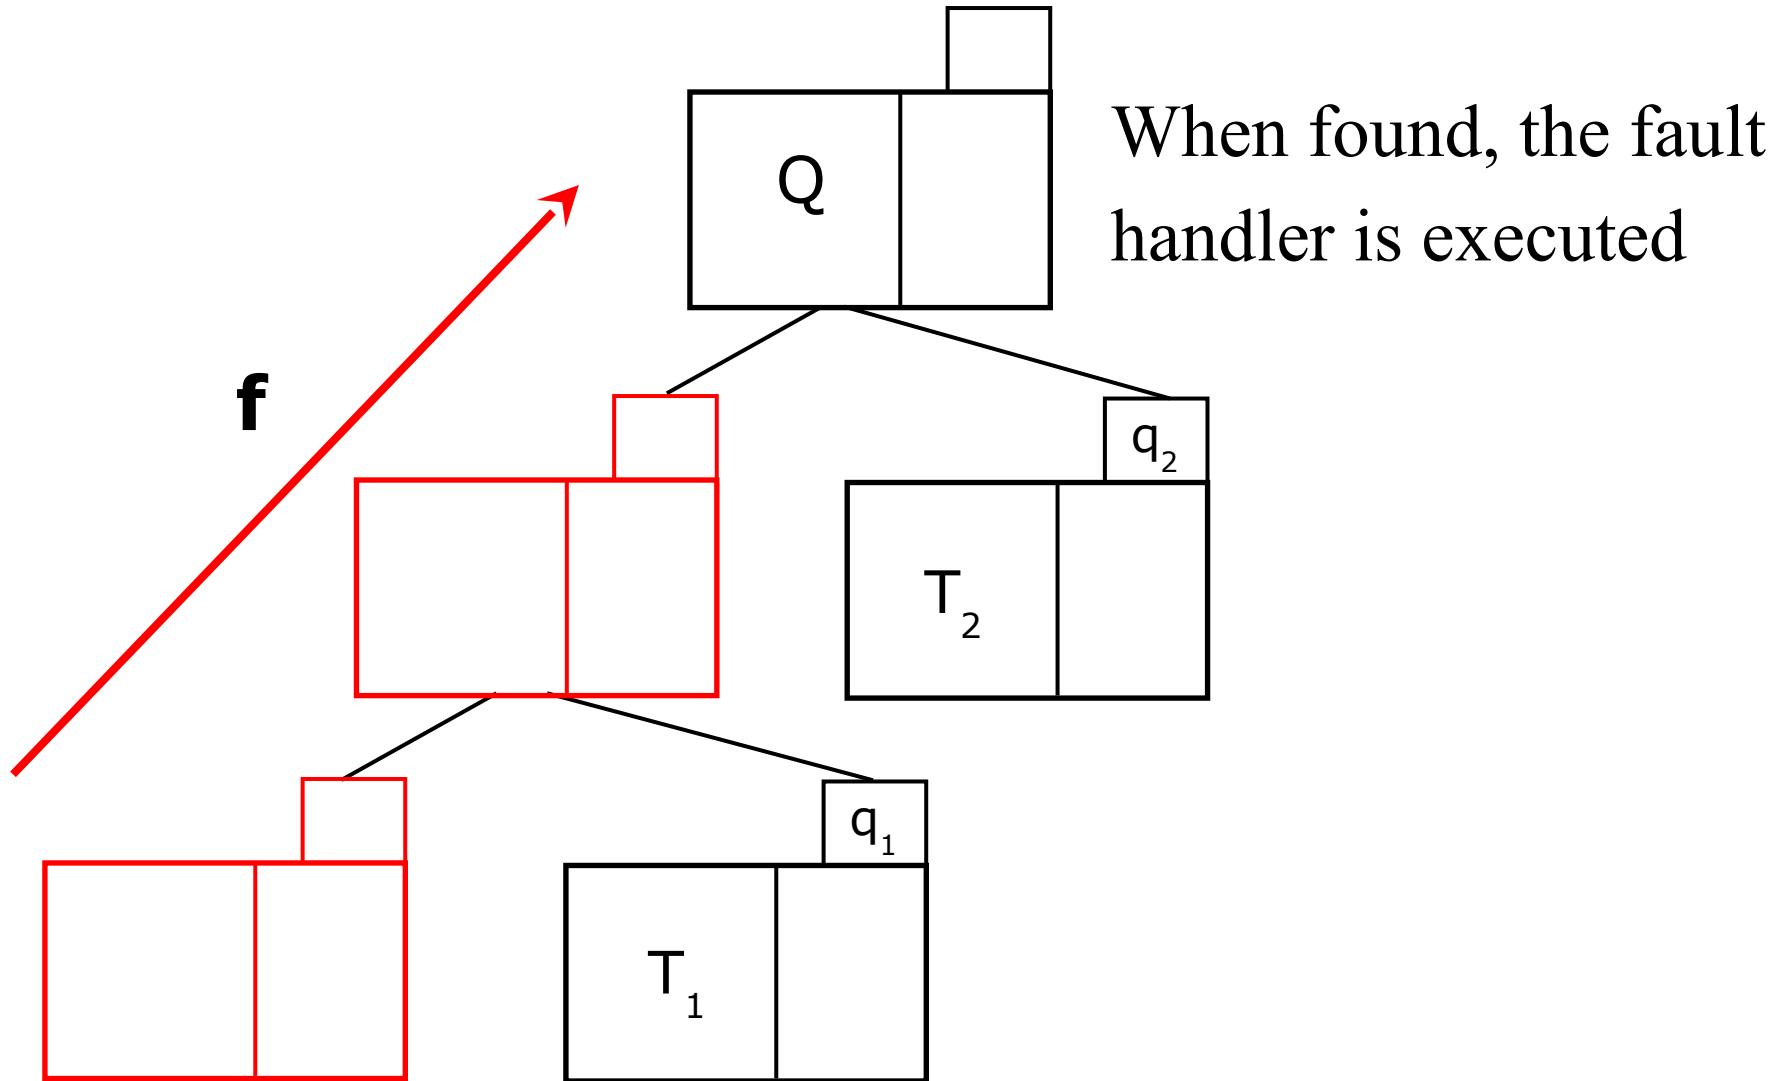 Q
When found, the fault
handler is executed
f
q2
T2
q1
T1